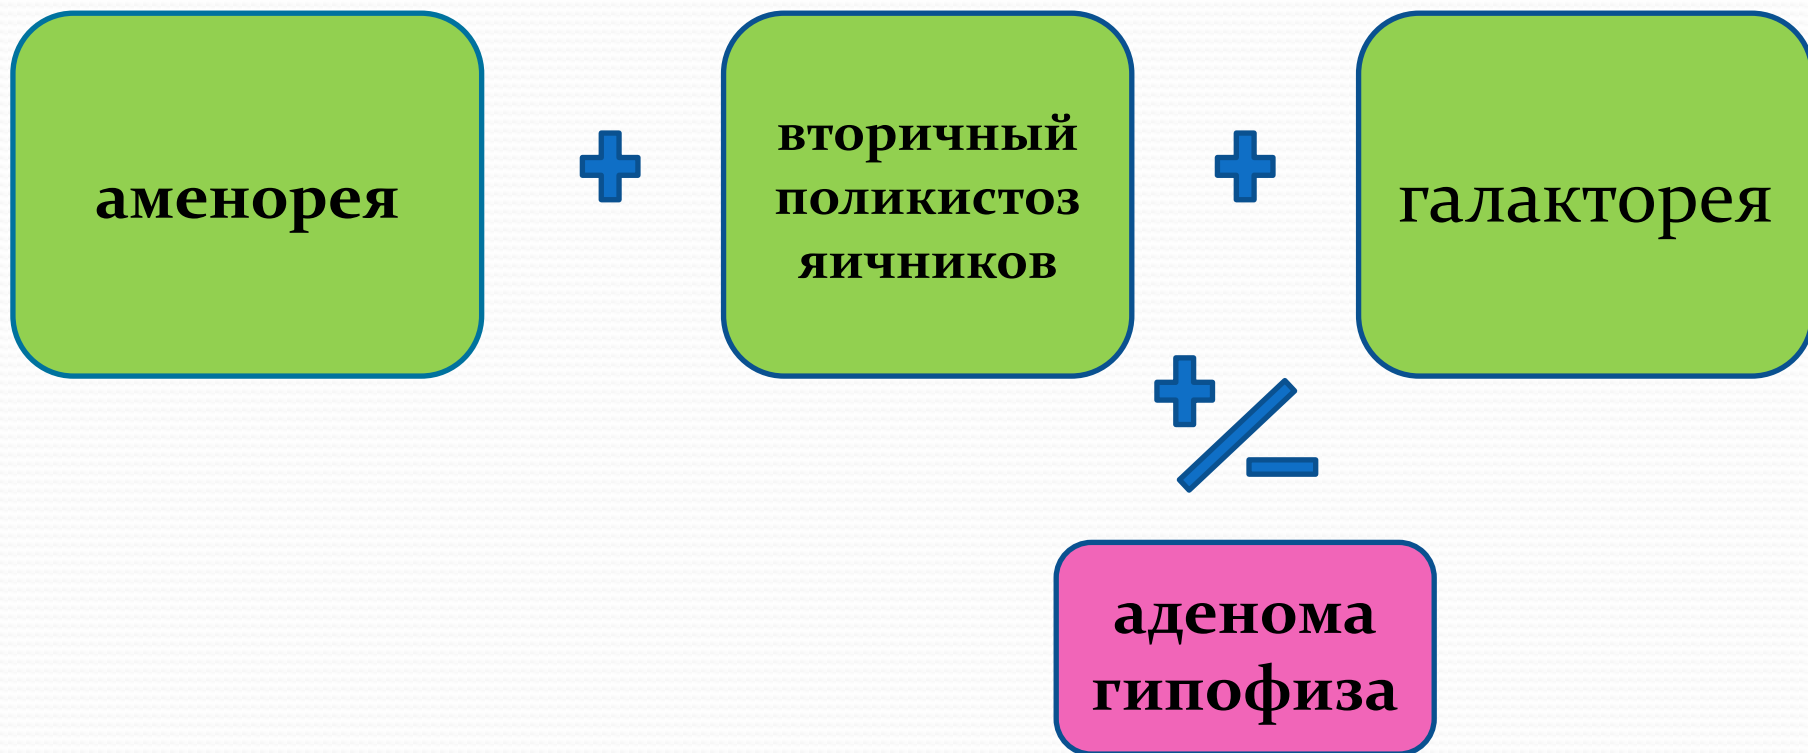 аменорея
вторичный
поликистоз
яичников
галакторея
аденома
гипофиза